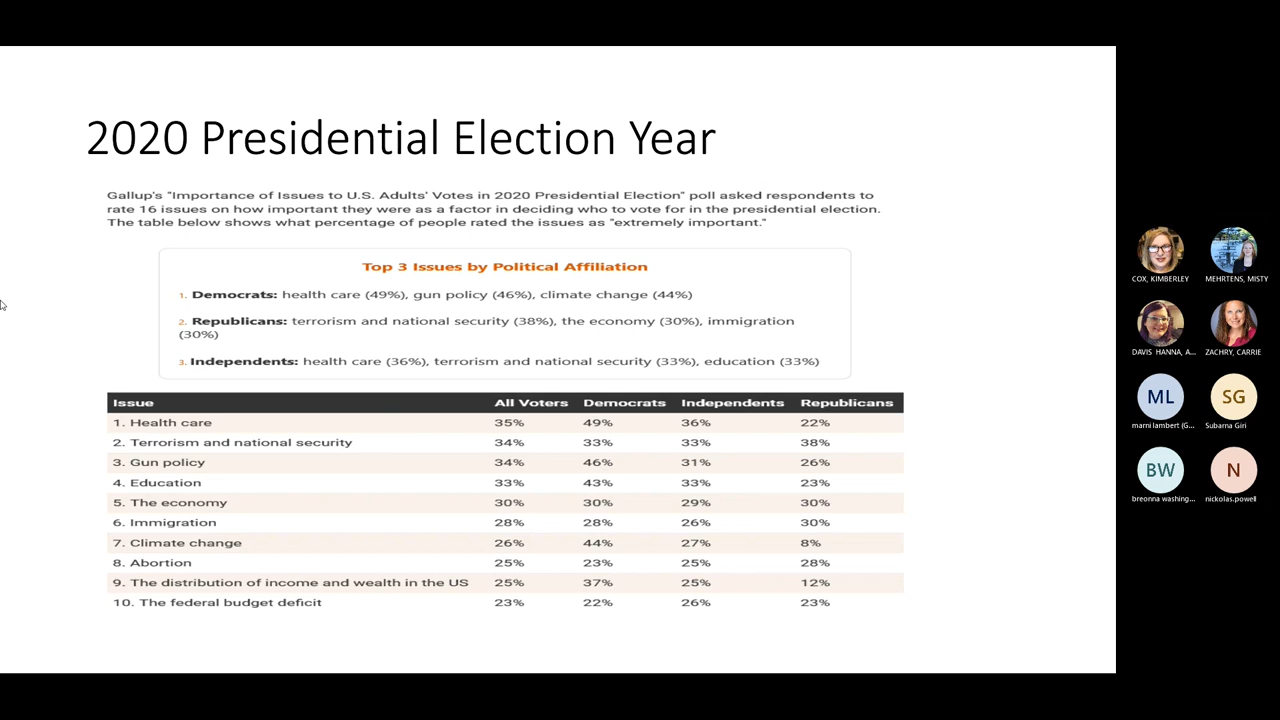 2020 Presidential Election Year
Gallup's "Importance of Issues to U.S. Adults' Votes in 2020 Presidential Election" poll asked respondents to
rate 16 issues on how important they were as a factor in deciding who to vote for in the presidential election.
The table below shows what percentage of people rated the issues as "extremely important."
Top 3 Issues by Political Affiliation
1. Democrats: health care (49%), gun policy (46%), climate change (44%)
2. Republicans: terrorism and national security (38%), the economy (30%), immigration
(30%)
3. Independents: health care (36%), terrorism and national security (33%), education (33%)
Issue All Voters Democrats Independents Republicans
1. Health care 35% 49% 36% 22%
2. Terrorism and national security 34% 33% 33% 38%
3. Gun policy 34% 46% 31% 26%
4. Education 33% 43% 33% 23%
5. The economy 30% 30% 29% 30%
6. Immigration 28% 28% 26% 30%
7. Climate change 26% 44% 27% 8%
8. Abortion 25% 23% 25% 28%
9. The distribution of income and wealth in the US 25% 37% 25% 12%
10. The federal budget deficit 23% 22% 26% 23%
COX, KIMBERLEY MEHRTENS, MISTY
DAVIS HANNA, A... ZACHRY, CARRIE
ML SG
marni lambert (G... Subarna Giri
BW N
breonna washing... nickolas.powell